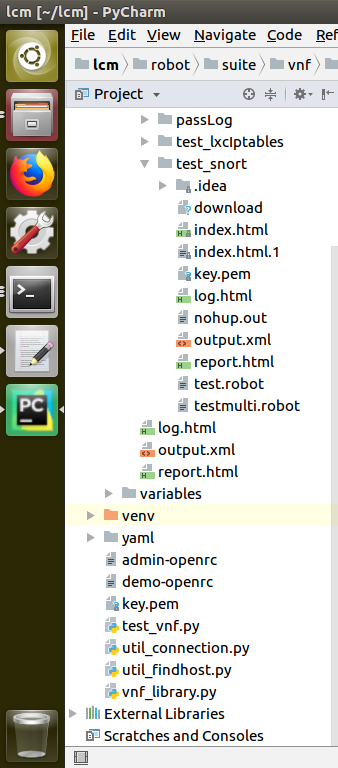 lcm [~/lcm] - PyCharm
File Edit View Navigate Code Ref
lcm robot suite vnf
Project
passLog
test_lxcIptables
test_snort
.idea
download
index.html
index.html.1
key.pem
log.html
nohup.out
output.xml
report.html
test.robot
testmulti.robot
log.html
output.xml
report.html
variables
venv
yaml
admin-openrc
demo-openrc
key.pem
test_vnf.py
util_connection.py
util_findhost.py
vnf_library.py
External Libraries
Scratches and Consoles
PC